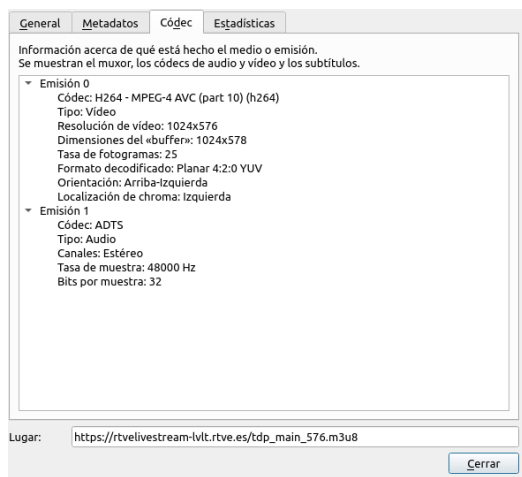 General Metadatos Códec Estadísticas
Información acerca de qué está hecho el medio o emisión.
Se muestran el muxor, los códecs de audio y vídeo y los subtítulos.
Emisión 0
Códec: H264 - MPEG-4 AVC (part 10) (h264)
Tipo: Vídeo
Resolución de vídeo: 1024x576
Dimensiones del «buffer»: 1024x578
Tasa de fotogramas: 25
Formato decodificado: Planar 4:2:0 YUV
Orientación: Arriba-Izquierda
Localización de chroma: Izquierda
Emisión 1
Códec: ADTS
Tipo: Audio
Canales: Estéreo
Tasa de muestra: 48000 Hz
Bits por muestra: 32
Lugar: https://rtvelivestream-lvlt.rtve.es/tdp_main_576.m3u8
Cerrar